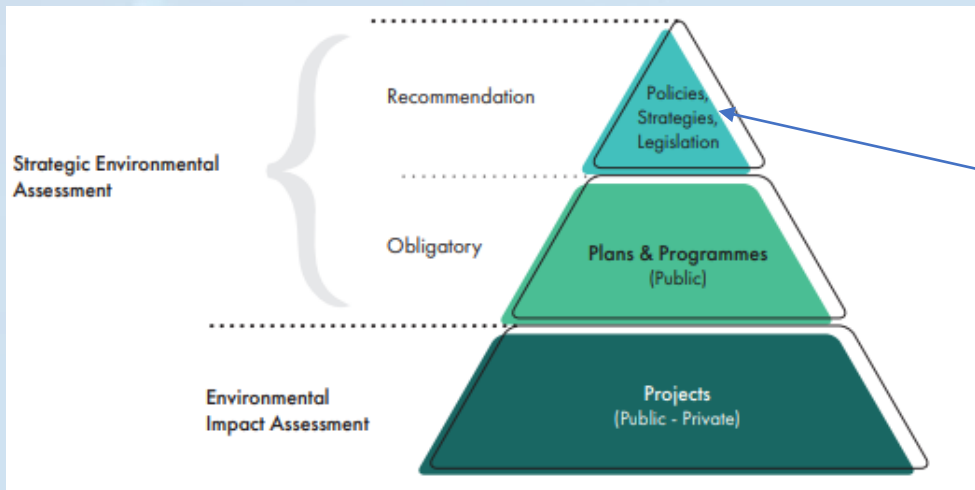 Recommendation
Policies,
Strategies,
Legislation
Strategic Environmental
Assessment
Obligatory
Plans & Programmes
(Public)
Environmental
Impact Assessment
Projects
(Public - Private)